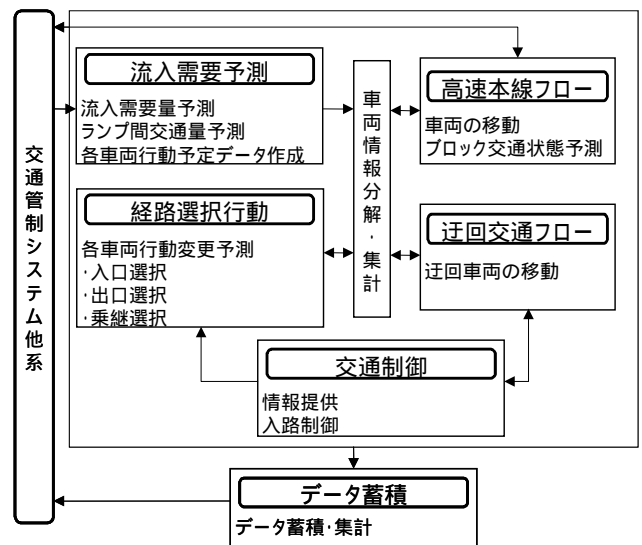 交通管制システム他系
流入需要予測
流入需要量予測
ランプ間交通量予測
各車両行動予定データ作成
経路選択行動
各車両行動変更予測
･入口選択
･出口選択
･乗継選択
車両情報分解・集計
高速本線フロー
車両の移動
ブロック交通状態予測
迂回交通フロー
迂回車両の移動
交通制御
情報提供
入路制御
データ蓄積
データ蓄積･集計